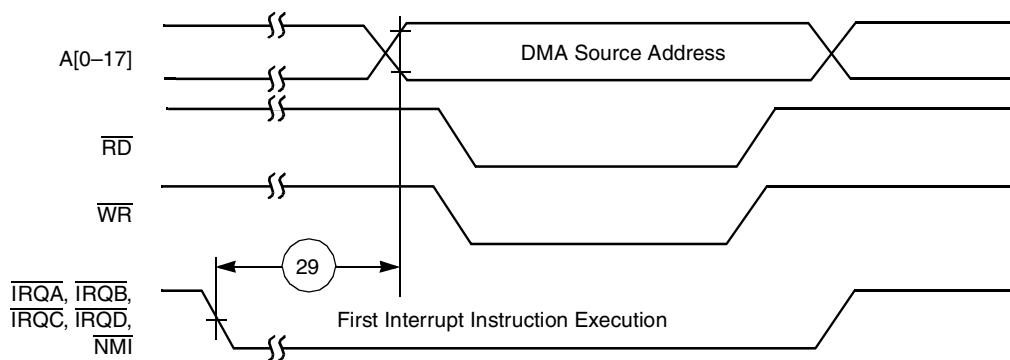 A[0–17]
DMA Source Address
RD
WR
29
IRQA, IRQB,
IRQC, IRQD,
NMI
First Interrupt Instruction Execution